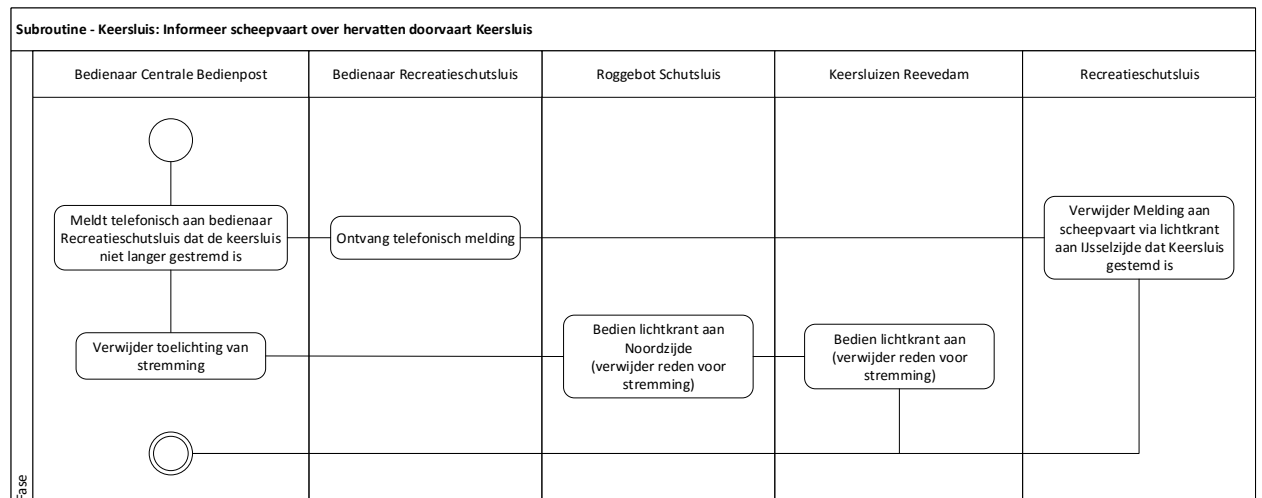 Subroutine - Keersluis: Informeer scheepvaart over hervatten doorvaart Keersluis
Bedienaar Centrale Bedienpost
Bedienaar Recreatieschutsluis
Roggebot Schutsluis
Keersluizen Reevedam
Recreatieschutsluis
Meldt telefonisch aan bedienaar
Recreatieschutsluis dat de keersluis
niet langer gestremd is
Ontvang telefonisch melding
Verwijder Melding aan
scheepvaart via lichtkrant
aan IJsselzijde dat Keersluis
gestemd is
Verwijder toelichting van
stremming
Bedien lichtkrant aan
Noordzijde
(verwijder reden voor
stremming)
Bedien lichtkrant aan
(verwijder reden voor
stremming)
Fase